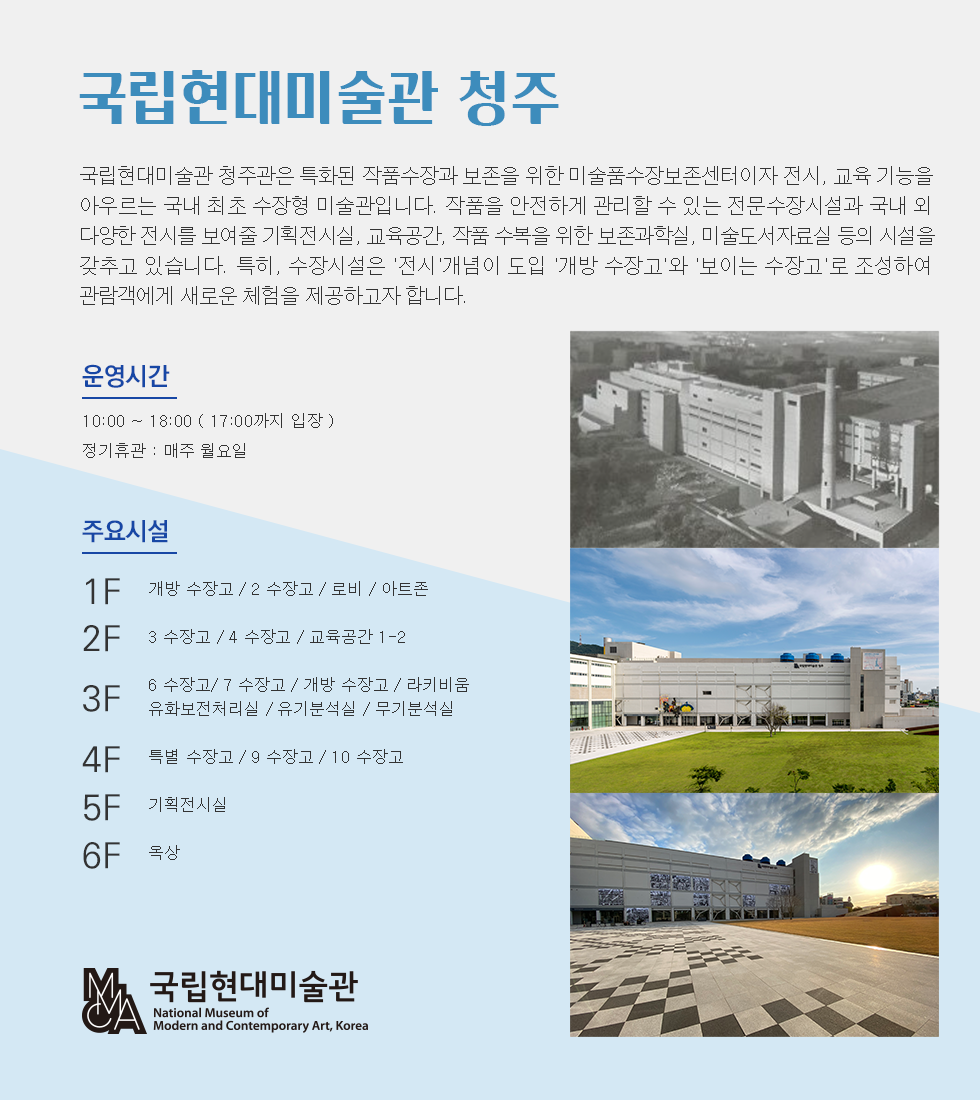 국립현대미술관 청주
국립현대미술관 청주관은 특화된 작품수장과 보존을 위한 미술품수장보존센터이자 전시, 교육 기능을
아우르는 국내 최초 수장형 미술관입니다. 작품을 안전하게 관리할 수 있는 전문수장시설과 국내 외
다양한 전시를 보여줄 기획전시실, 교육공간, 작품 수복을 위한 보존과학실, 미술도서자료실 등의 시설을
갖추고 있습니다. 특히, 수장시설은 '전시'개념이 도입 '개방 수장고'와 '보이는 수장고'로 조성하여
관람객에게 새로운 체험을 제공하고자 합니다.
운영시간
10:00 ~ 18:00 ( 17:00까지 입장 )
정기휴관 : 매주 월요일
주요시설
1F 개방 수장고 / 2 수장고 / 로비 / 아트존
2F 3 수장고 / 4 수장고 / 교육공간 1-2
3F 6 수장고/ 7 수장고 / 개방 수장고 / 라키비움
유화보전처리실 / 유기분석실 / 무기분석실
4F 특별 수장고 / 9 수장고 / 10 수장고
5F 기획전시실
6F 옥상
MMCA 국립현대미술관
National Museum of
Modern and Contemporary Art, Korea